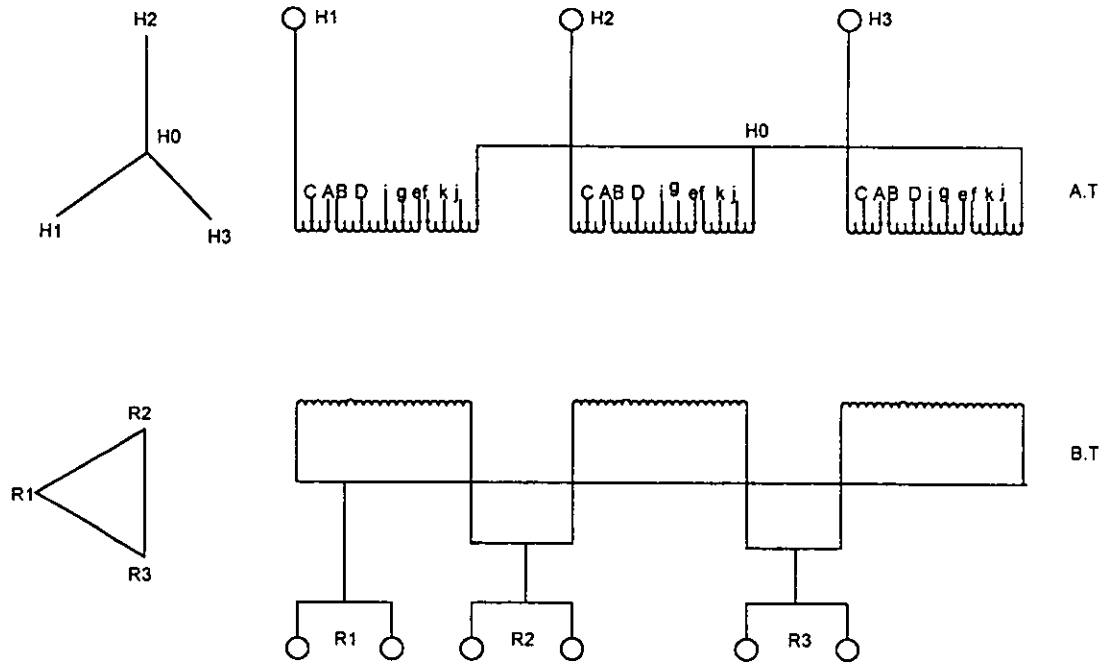 H2
H0
H1
H3
H1
H2
H3
H0
C A B D i g e f k j
C A B D i g e f k j
C A B D i g e f k j
A.T
R2
R1
R3
B.T
R1
R2
R3